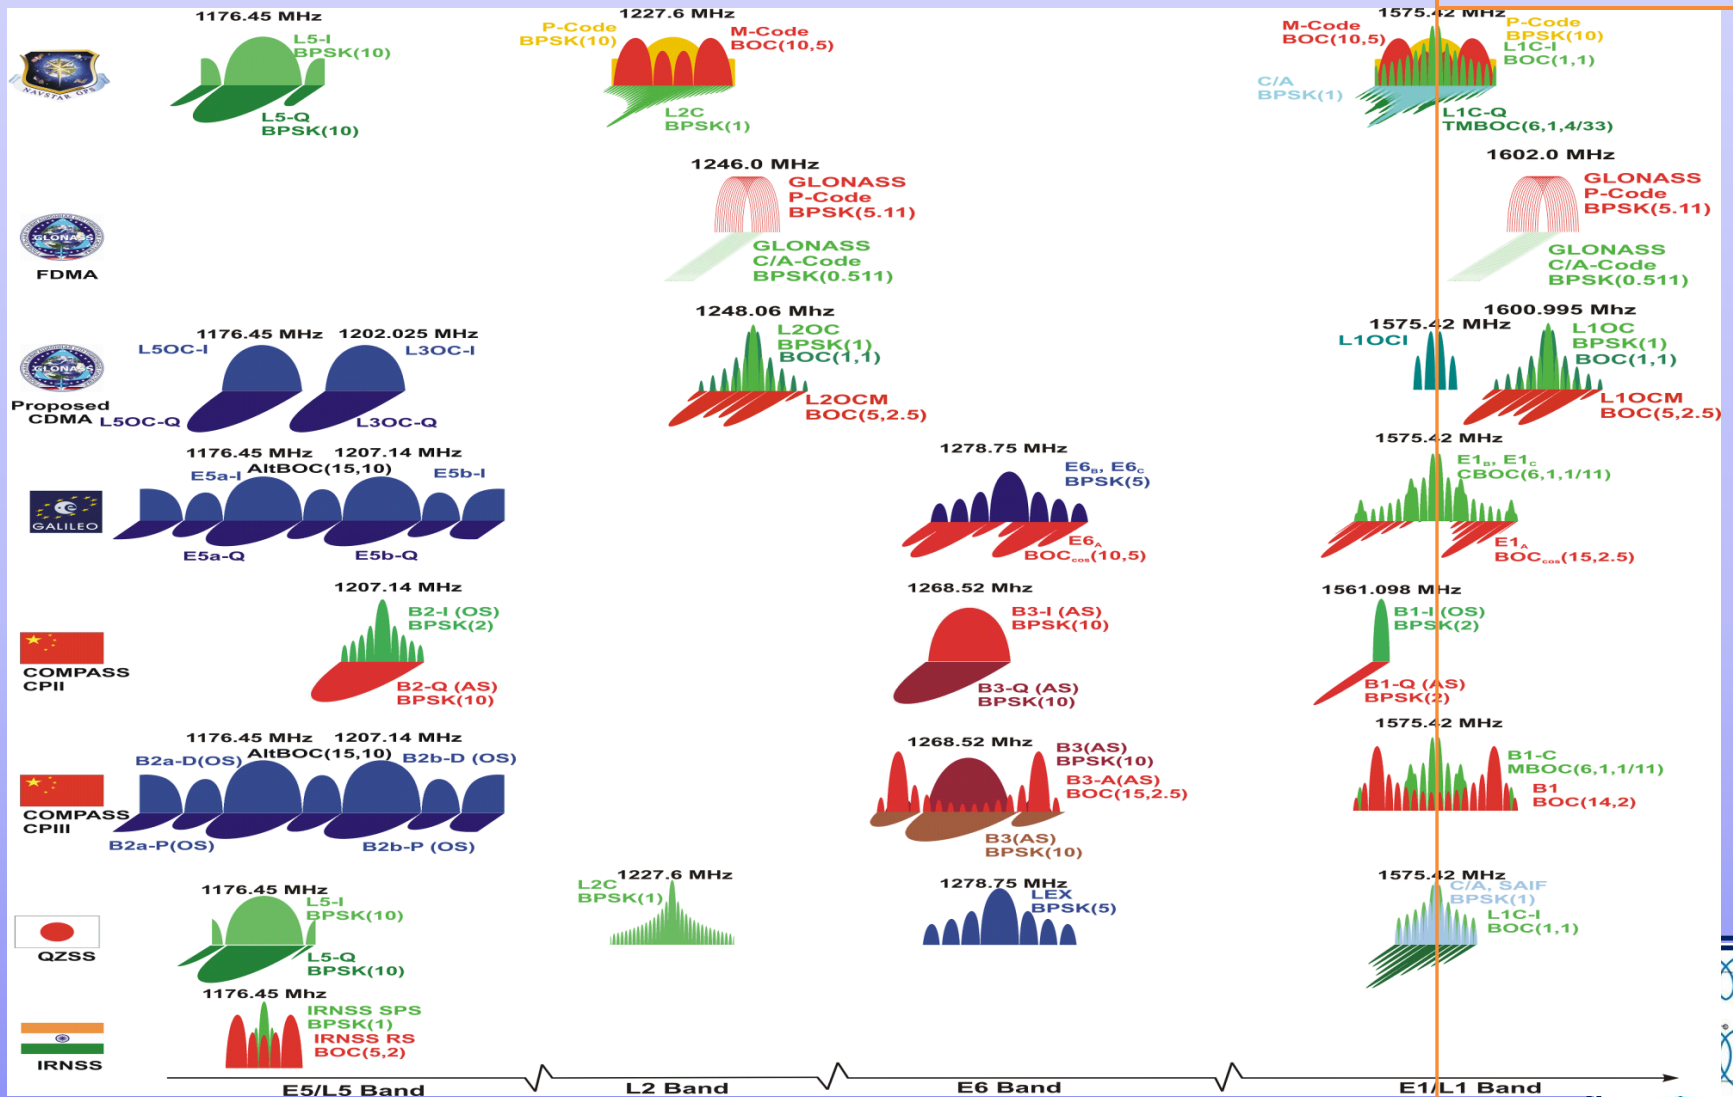 1176.45 MHz
L5-I
BPSK(10)
L5-Q
BPSK(10)
1227.6 MHz
P-Code
BPSK(10)
M-Code
BOC(10,5)
L2C
BPSK(1)
1575.42 MHz
M-Code
BOC(10,5)
P-Code
BPSK(10)
L1C-I
BOC(1,1)
C/A
BPSK(1)
L1C-Q
TMBOC(6,1,4/33)
NAVSTAR GPS
1246.0 MHz
GLONASS
P-Code
BPSK(5.11)
GLONASS
C/A-Code
BPSK(0.511)
1602.0 MHz
GLONASS
P-Code
BPSK(5.11)
GLONASS
C/A-Code
BPSK(0.511)
GLONASS
FDMA
1176.45 MHz
L5OC-I
L5OC-Q
1202.025 MHz
L3OC-I
L3OC-Q
1248.06 Mhz
L2OC
BPSK(1)
BOC(1,1)
L2OCM
BOC(5,2.5)
1575.42 MHz
L1OCI
1600.995 Mhz
L1OC
BPSK(1)
BOC(1,1)
L1OCM
BOC(5,2.5)
GLONASS
Proposed
CDMA
1176.45 MHz
1207.14 MHz
AltBOC(15,10)
E5a-I
E5b-I
E5a-Q
E5b-Q
1278.75 MHz
E6B, E6C
BPSK(5)
E6A
BOCcos(10,5)
1575.42 MHz
E1B, E1C
CBOC(6,1,1/11)
E1A
BOCcos(15,2.5)
GALILEO
1207.14 MHz
B2-I (OS)
BPSK(2)
B2-Q (AS)
BPSK(10)
1268.52 Mhz
B3-I (AS)
BPSK(10)
B3-Q (AS)
BPSK(10)
1561.098 MHz
B1-I (OS)
BPSK(2)
B1-Q (AS)
BPSK(2)
COMPASS
CPII
1176.45 MHz
1207.14 MHz
AltBOC(15,10)
B2a-D(OS)
B2b-D (OS)
B2a-P(OS)
B2b-P (OS)
1268.52 Mhz
B3(AS)
BPSK(10)
B3-A(AS)
BOC(15,2.5)
B3(AS)
BPSK(10)
1575.42 MHz
B1-C
MBOC(6,1,1/11)
B1
BOC(14,2)
COMPASS
CPIII
1176.45 MHz
L5-I
BPSK(10)
L5-Q
BPSK(10)
1227.6 MHz
L2C
BPSK(1)
1278.75 MHz
LEX
BPSK(5)
1575.42 MHz
C/A, SAIF
BPSK(1)
L1C-I
BOC(1,1)
QZSS
1176.45 Mhz
IRNSS SPS
BPSK(1)
IRNSS RS
BOC(5,2)
IRNSS
E5/L5 Band
L2 Band
E6 Band
E1/L1 Band